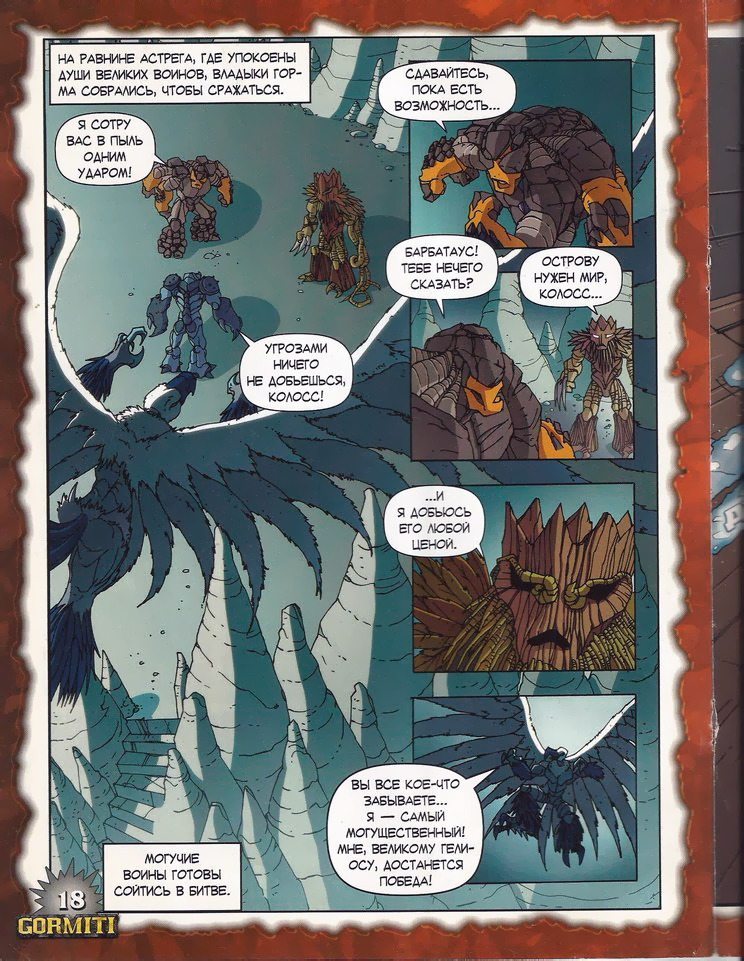 НА РАВНИНЕ АСТРЕГА, ГДЕ УПОКОЕНЫ
ДУШИ ВЕЛИКИХ ВОИНОВ, ВЛАДЫКИ ГОР-
МА СОБРАЛИСЬ, ЧТОБЫ СРАЖАТЬСЯ.
Я СОТРУ
ВАС В ПЫЛЬ
ОДНИМ
УДАРОМ!
УГРОЗАМИ
НИЧЕГО
НЕ ДОБЬЕШЬСЯ,
КОЛОСС!
СДАВАЙТЕСЬ,
ПОКА ЕСТЬ
ВОЗМОЖНОСТЬ...
БАРБАТАУС!
ТЕБЕ НЕЧЕГО
СКАЗАТЬ?
ОСТРОВУ
НУЖЕН МИР,
КОЛОСС...
...И
Я ДОБЬЮСЬ
ЕГО ЛЮБОЙ
ЦЕНОЙ.
ВЫ ВСЕ КОЕ-ЧТО
ЗАБЫВАЕТЕ...
Я — САМЫЙ
МОГУЩЕСТВЕННЫЙ!
МНЕ, ВЕЛИКОМУ ГЕЛИ-
ОСУ, ДОСТАНЕТСЯ
ПОБЕДА!
МОГУЧИЕ
ВОИНЫ ГОТОВЫ
СОЙТИСЬ В БИТВЕ.
18
GORMITI